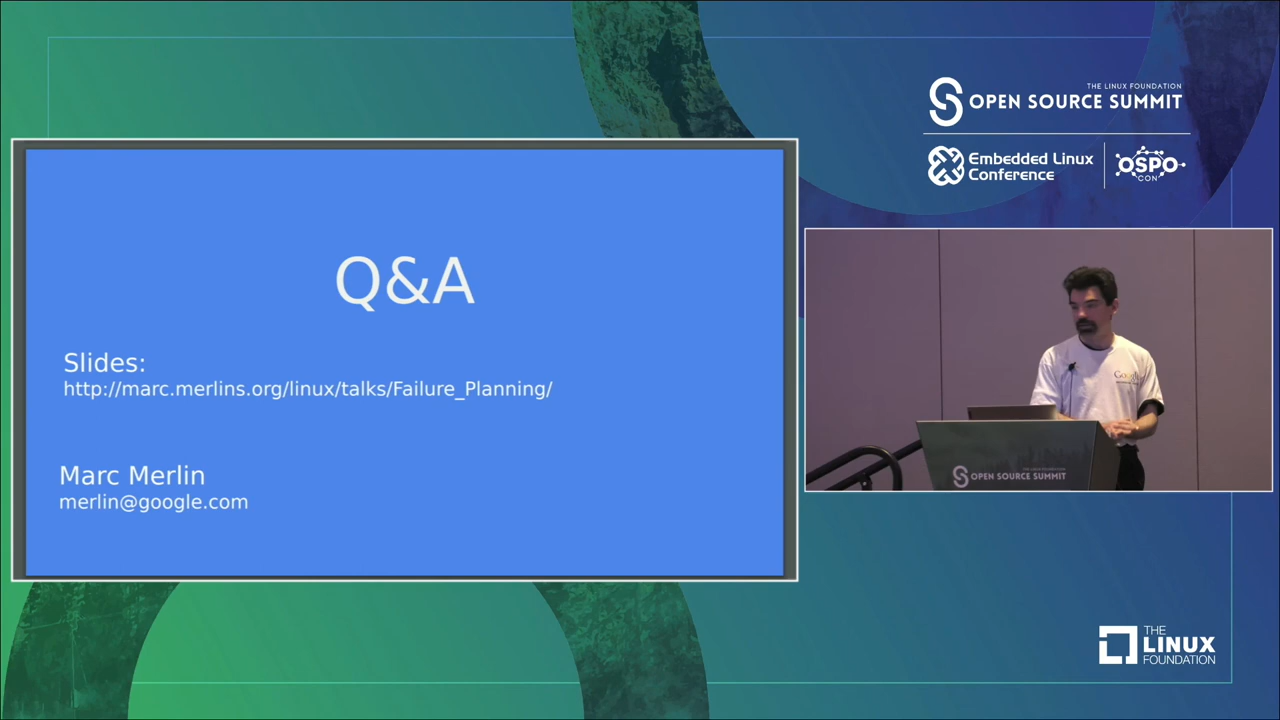 Q&A
Slides:
http://marc.merlins.org/linux/talks/Failure_Planning/
Marc Merlin
merlin@google.com
THE LINUX FOUNDATION
OPEN SOURCE SUMMIT
Embedded Linux
Conference
OSPO
CON
Google
OPEN SOURCE SUMMIT
THE
LINUX
FOUNDATION